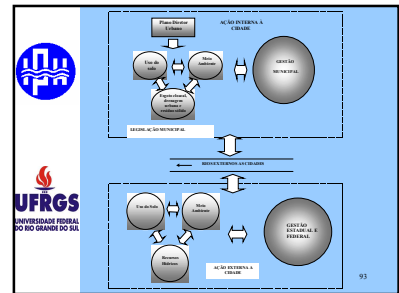 Plano Diretor
Urbano
AÇÃO INTERNA À
CIDADE
Uso do
solo
Meio
Ambiente
GESTÃO
MUNICIPAL
Esgoto cloacal,
drenagem
urbana e
resíduo sólido
LEGISLAÇÃO MUNICIPAL
RIOS EXTERNOS AS CIDADES
UFRGS
UNIVERSIDADE FEDERAL
DO RIO GRANDE DO SUL
Uso do Solo
Meio
Ambiente
GESTÃO
ESTADUAL E
FEDERAL
Recursos
Hídricos
AÇÃO EXTERNA A
CIDADE
93